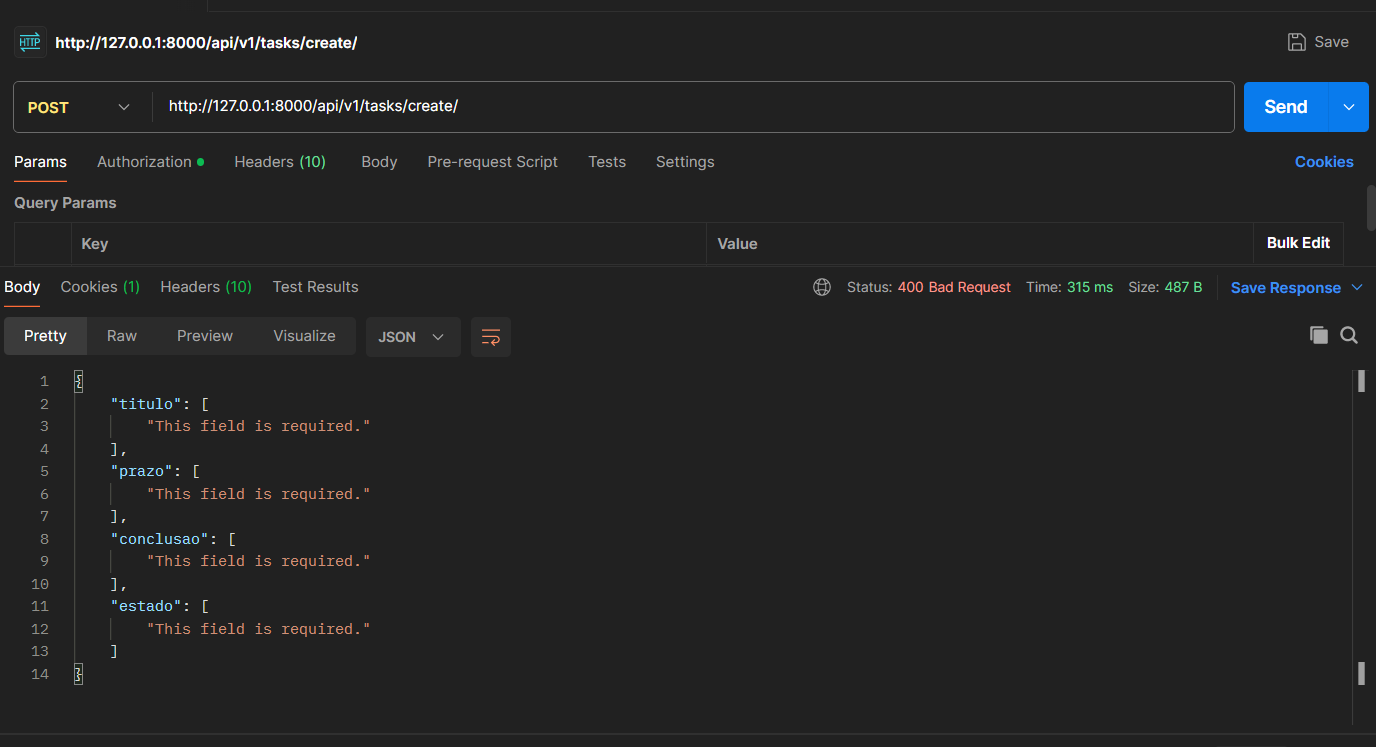 HTTP http://127.0.0.1:8000/api/v1/tasks/create/ Save
POST http://127.0.0.1:8000/api/v1/tasks/create/ Send
Params Authorization Headers (10) Body Pre-request Script Tests Settings Cookies
Query Params
Key Value Bulk Edit
Body Cookies (1) Headers (10) Test Results Status: 400 Bad Request Time: 315 ms Size: 487 B Save Response
Pretty Raw Preview Visualize JSON
1 {
2 "titulo": [
3 "This field is required."
4 ],
5 "prazo": [
6 "This field is required."
7 ],
8 "conclusao": [
9 "This field is required."
10 ],
11 "estado": [
12 "This field is required."
13 ]
14 }